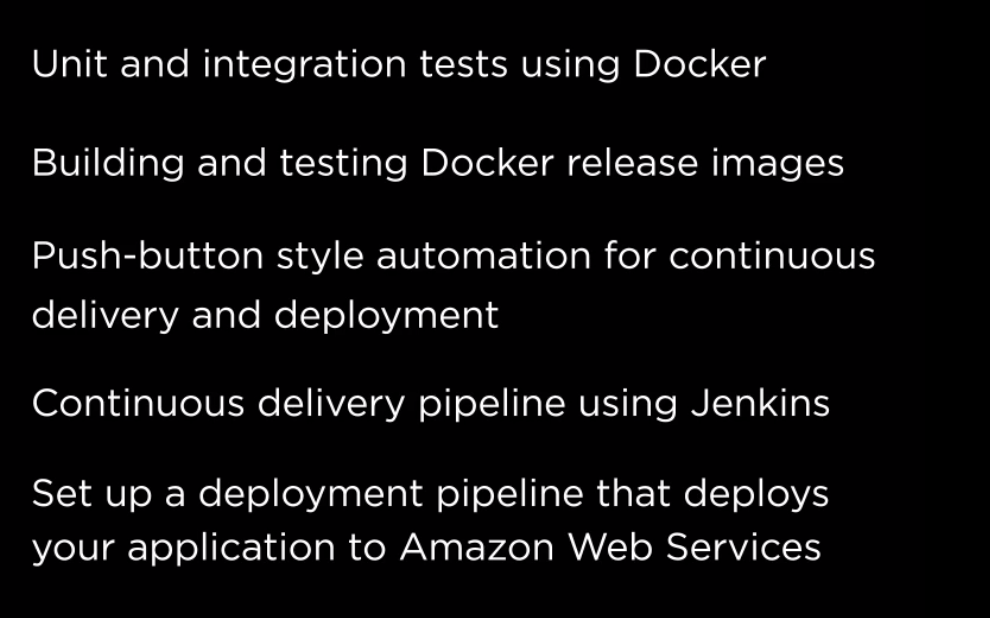 Unit and integration tests using Docker
Building and testing Docker release images
Push-button style automation for continuous
delivery and deployment
Continuous delivery pipeline using Jenkins
Set up a deployment pipeline that deploys
your application to Amazon Web Services